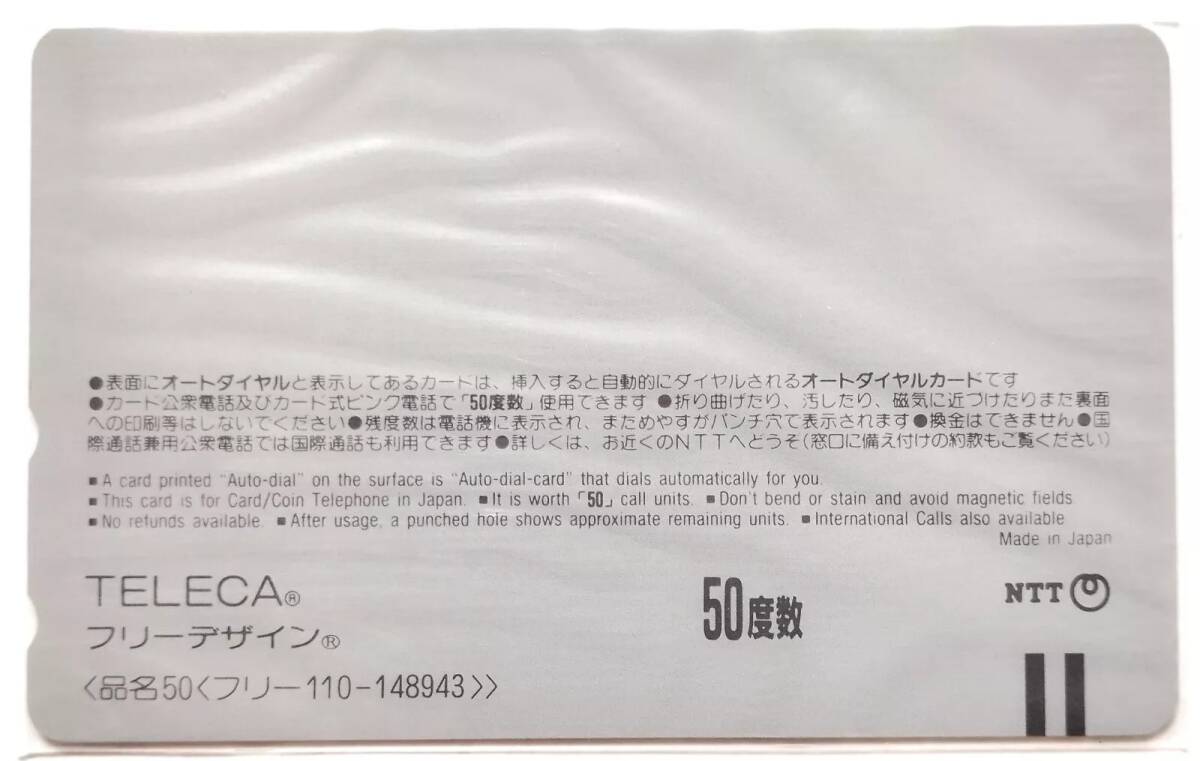 ●表面にオートダイヤルと表示してあるカードは、挿入すると自動的にダイヤルされるオートダイヤルカードです
●カード公衆電話及びカード式ピンク電話で「50度数」使用できます ●折り曲げたり、汚したり、磁気に近づけたりまた裏面
への印刷等はしないでください ●残度数は電話機に表示され、まためやすがパンチ穴で表示されます ●換金はできません ●国
際通話兼用公衆電話では国際通話も利用できます ●詳しくは、お近くのNTTへどうぞ(窓口に備え付けの約款もご覧ください)
■ A card printed "Auto-dial" on the surface is "Auto-dial-card" that dials automatically for you.
■ This card is for Card/Coin Telephone in Japan. ■ It is worth「50」call units. ■ Don't bend or stain and avoid magnetic fields
■ No refunds available. ■ After usage, a punched hole shows approximate remaining units. ■ International Calls also available
Made in Japan
TELECA®
フリーデザイン®
50度数
NTT
〈品名50〈フリー110-148943〉〉